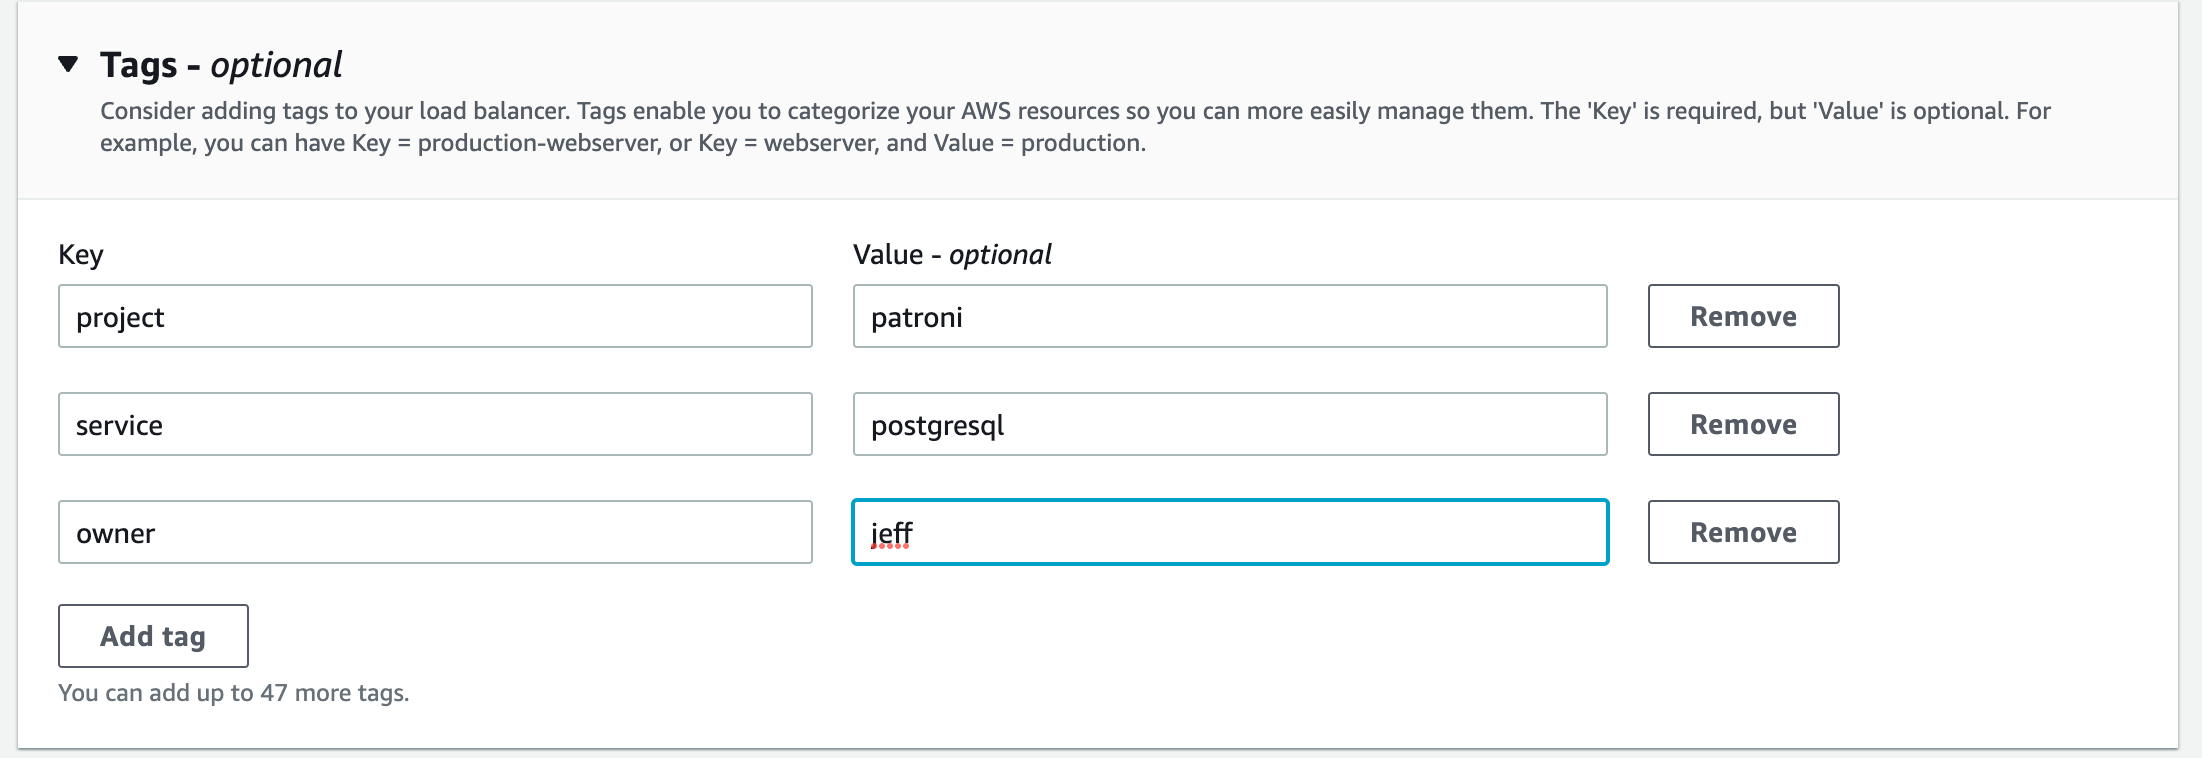 Tags - optional
Consider adding tags to your load balancer. Tags enable you to categorize your AWS resources so you can more easily manage them. The 'Key' is required, but 'Value' is optional. For
example, you can have Key = production-webserver, or Key = webserver, and Value = production.
Key Value - optional
project patroni Remove
service postgresql Remove
owner jeff Remove
Add tag
You can add up to 47 more tags.